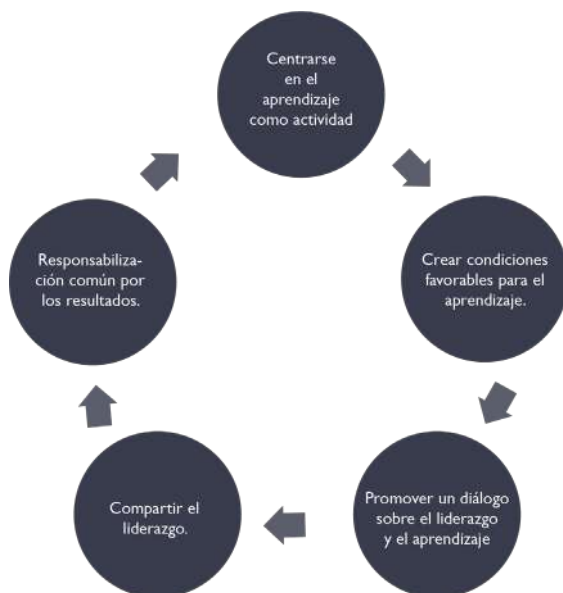 Centrarse
en el
aprendizaje
como actividad
Crear condiciones
favorables para el
aprendizaje.
Promover un diálogo
sobre el liderazgo
y el aprendizaje
Compartir el
liderazgo.
Responsabiliza-
ción común por
los resultados.